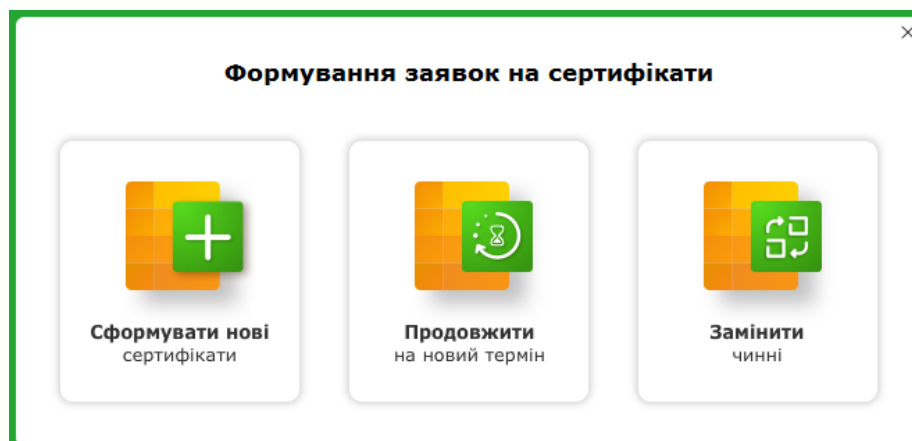 Формування заявок на сертифікати
Сформувати нові
сертифікати
Продовжити
на новий термін
Замінити
чинні